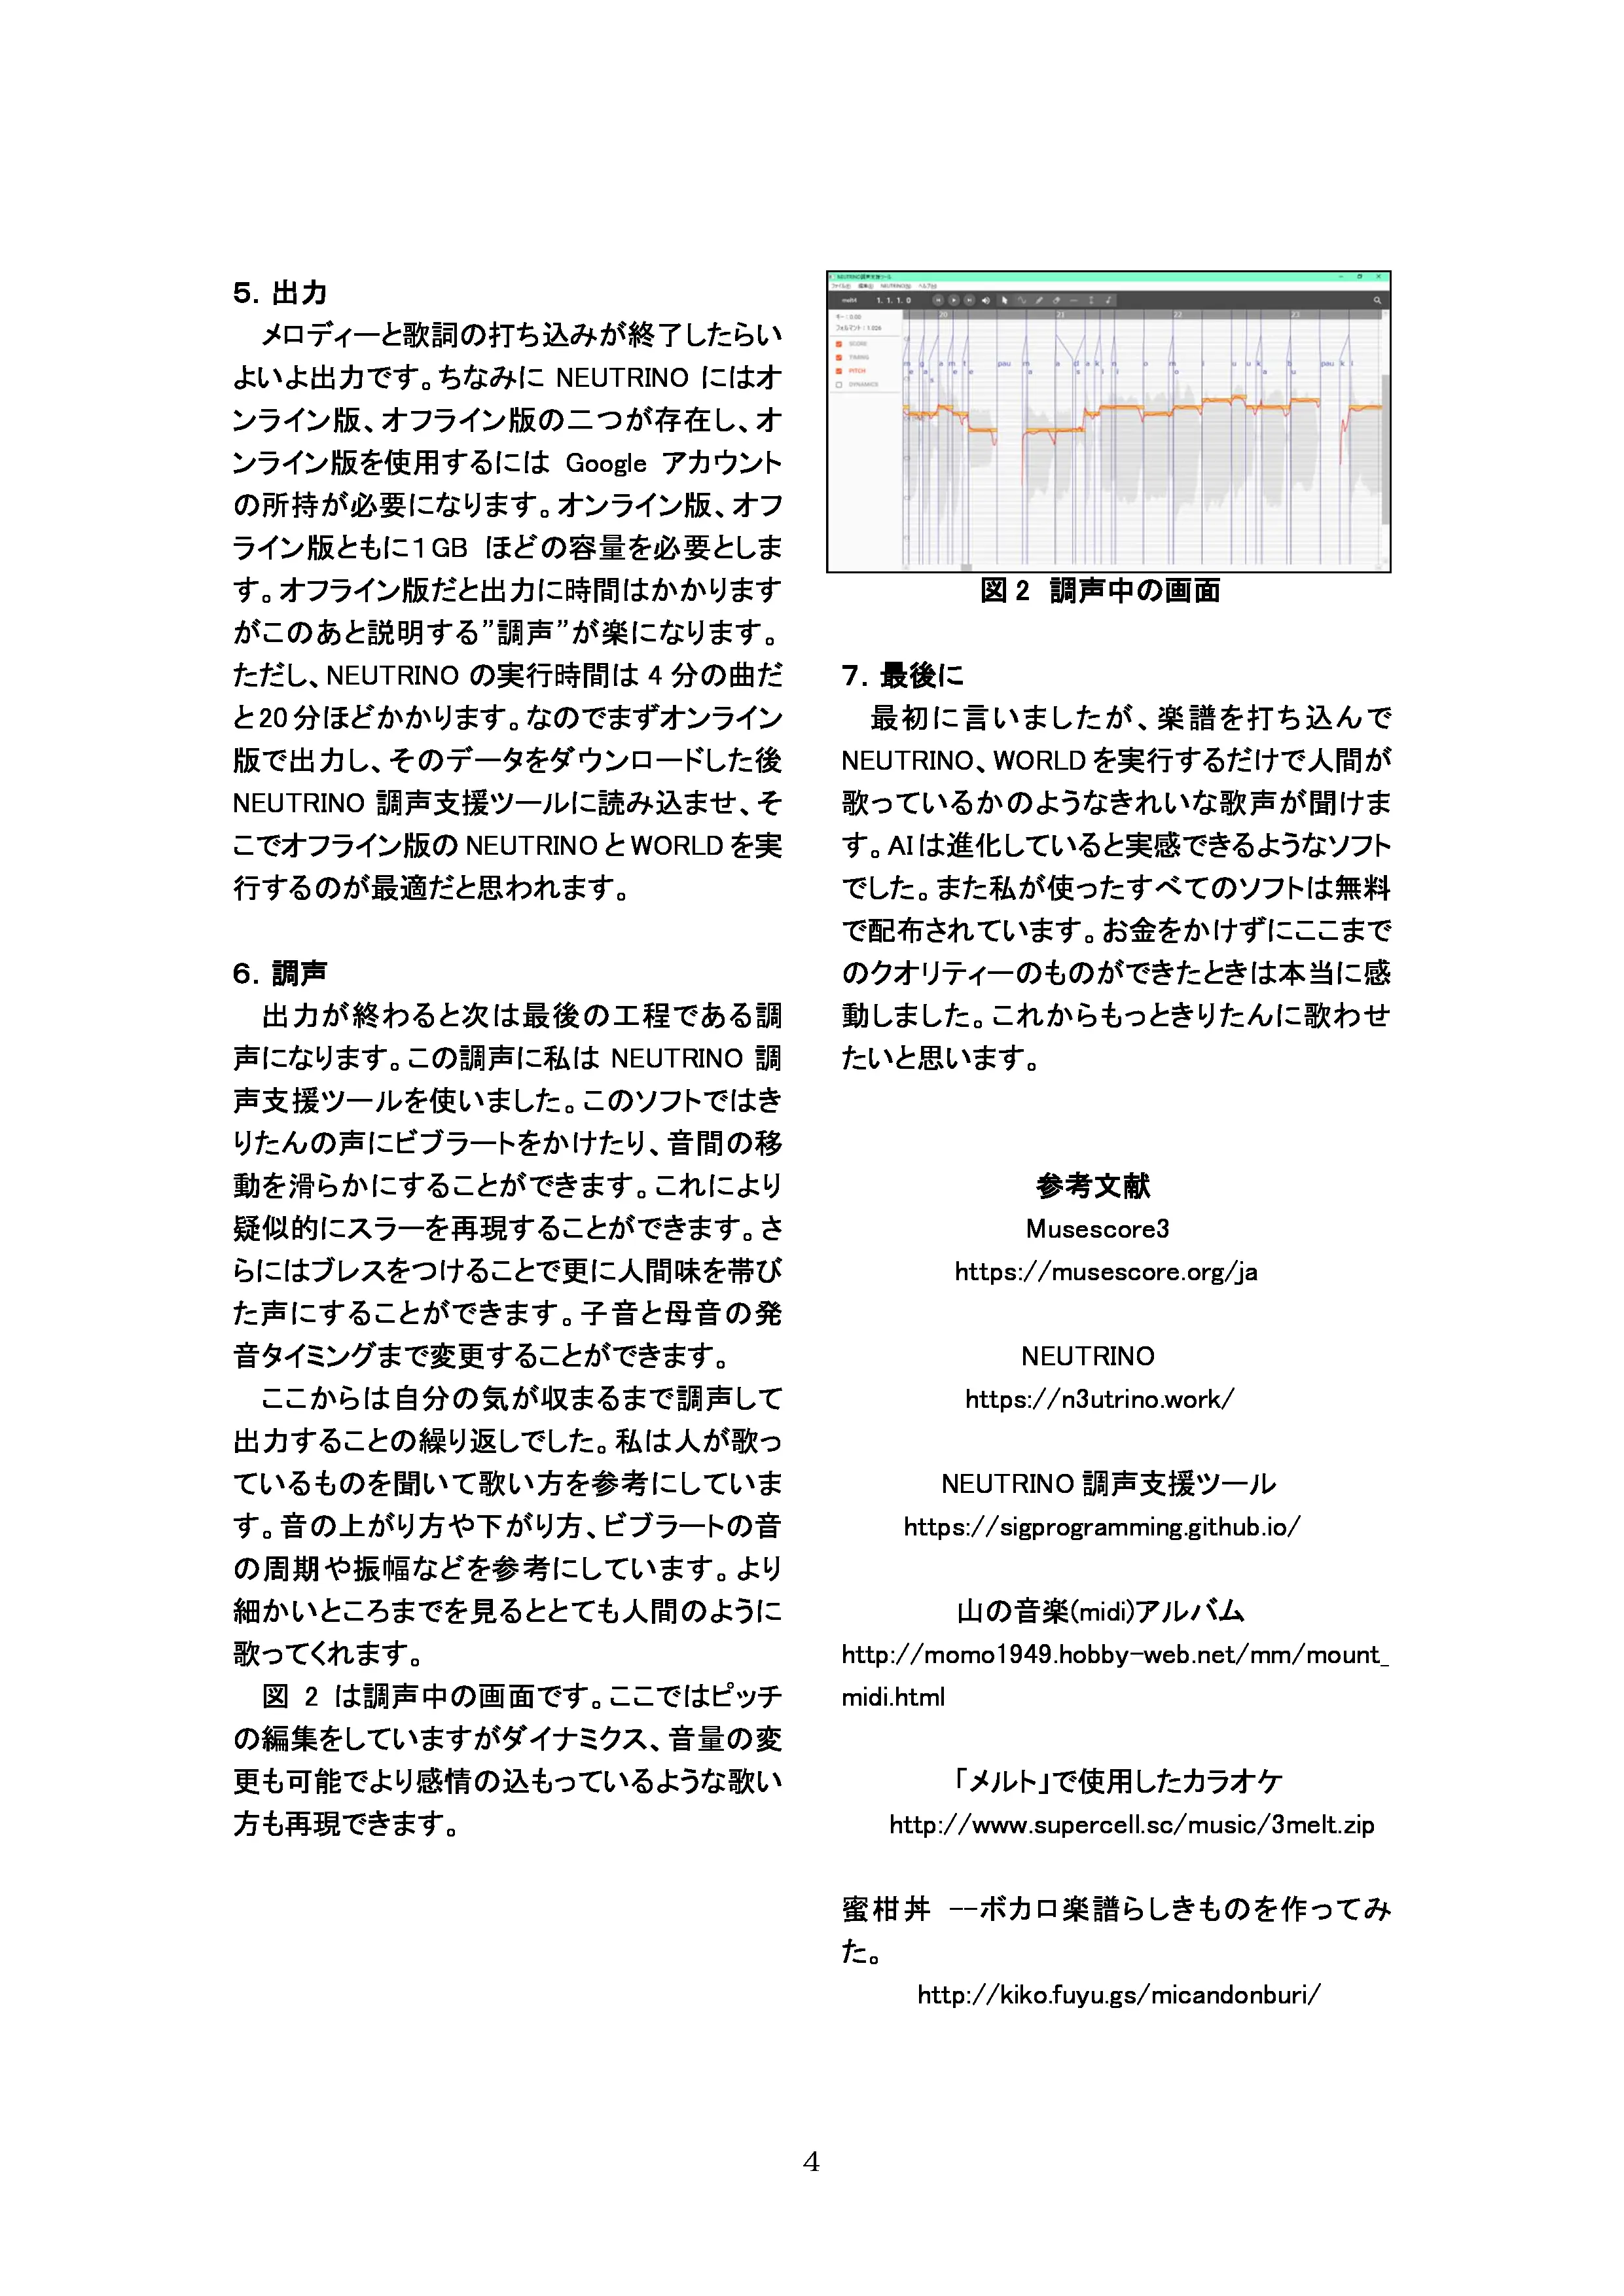 5. 出力
　メロディーと歌詞の打ち込みが終了したらい
よいよ出力です。ちなみに NEUTRINO にはオ
ンライン版、オフライン版の二つが存在し、オ
ンライン版を使用するには Google アカウント
の所持が必要になります。オンライン版、オフ
ライン版ともに1GB ほどの容量を必要としま
す。オフライン版だと出力に時間はかかります
がこのあと説明する”調声”が楽になります。
ただし、NEUTRINO の実行時間は 4 分の曲だ
と20分ほどかかります。なのでまずオンライン
版で出力し、そのデータをダウンロードした後
NEUTRINO 調声支援ツールに読み込ませ、そ
こでオフライン版の NEUTRINO と WORLD を実
行するのが最適だと思われます。
6. 調声
　出力が終わると次は最後の工程である調
声になります。この調声に私は NEUTRINO 調
声支援ツールを使いました。このソフトではき
りたんの声にビブラートをかけたり、音間の移
動を滑らかにすることができます。これにより
疑似的にスラーを再現することができます。さ
らにはブレスをつけることで更に人間味を帯び
た声にすることができます。子音と母音の発
音タイミングまで変更することができます。
　ここからは自分の気が収まるまで調声して
出力することの繰り返しでした。私は人が歌っ
ているものを聞いて歌い方を参考にしていま
す。音の上がり方や下がり方、ビブラートの音
の周期や振幅などを参考にしています。より
細かいところまでを見るととても人間のように
歌ってくれます。
　図 2 は調声中の画面です。ここではピッチ
の編集をしていますがダイナミクス、音量の変
更も可能でより感情の込もっているような歌い
方も再現できます。
NEUTRINO調声支援ツール
melt4 1. 1. 1. 0
20 21 22 23
SCORE
TIMING
PITCH
DYNAMICS
図 2 調声中の画面
7. 最後に
　最初に言いましたが、楽譜を打ち込んで
NEUTRINO、WORLD を実行するだけで人間が
歌っているかのようなきれいな歌声が聞けま
す。AIは進化していると実感できるようなソフト
でした。また私が使ったすべてのソフトは無料
で配布されています。お金をかけずにここまで
のクオリティーのものができたときは本当に感
動しました。これからもっときりたんに歌わせ
たいと思います。
参考文献
Musescore3
https://musescore.org/ja
NEUTRINO
https://n3utrino.work/
NEUTRINO 調声支援ツール
https://sigprogramming.github.io/
山の音楽(midi)アルバム
http://momo1949.hobby-web.net/mm/mount_
midi.html
「メルト」で使用したカラオケ
http://www.supercell.sc/music/3melt.zip
蜜柑丼 --ボカロ楽譜らしきものを作ってみ
た。
http://kiko.fuyu.gs/micandonburi/
4